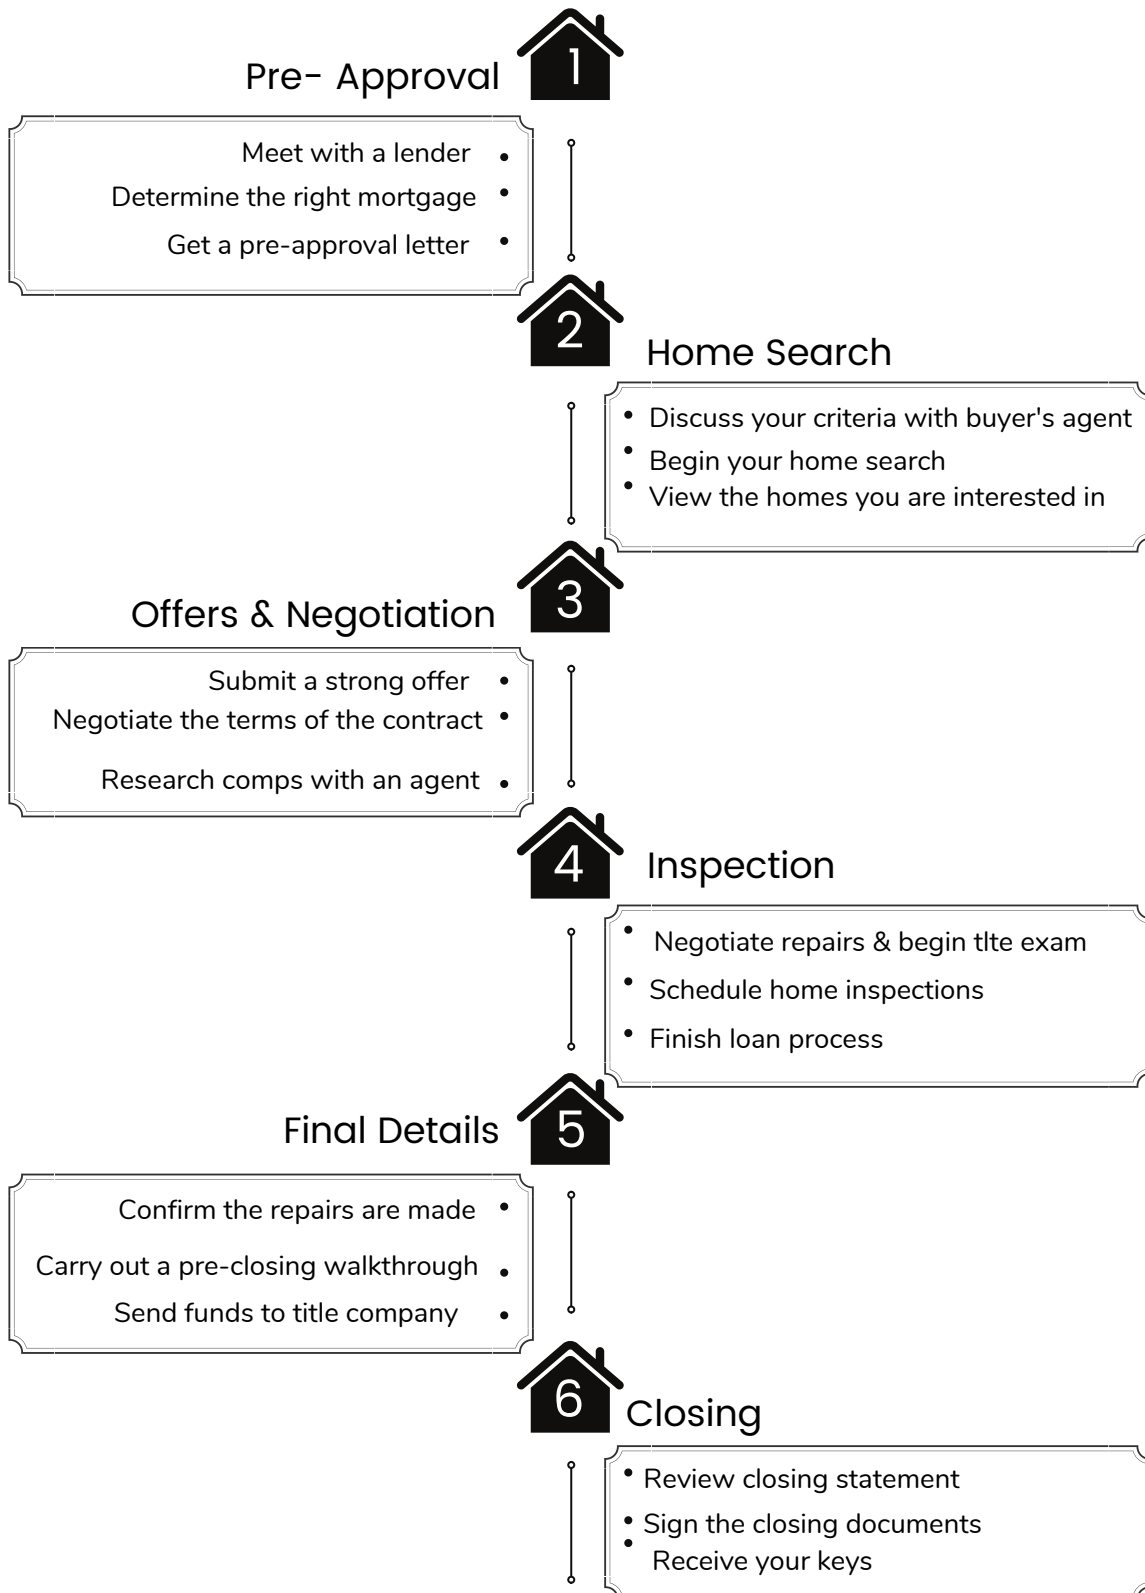 1
Pre- Approval
Meet with a lender
Determine the right mortgage
Get a pre-approval letter
2
Home Search
Discuss your criteria with buyer's agent
Begin your home search
View the homes you are interested in
3
Offers & Negotiation
Submit a strong offer
Negotiate the terms of the contract
Research comps with an agent
4
Inspection
Negotiate repairs & begin tlte exam
Schedule home inspections
Finish loan process
5
Final Details
Confirm the repairs are made
Carry out a pre-closing walkthrough
Send funds to title company
6
Closing
Review closing statement
Sign the closing documents
Receive your keys